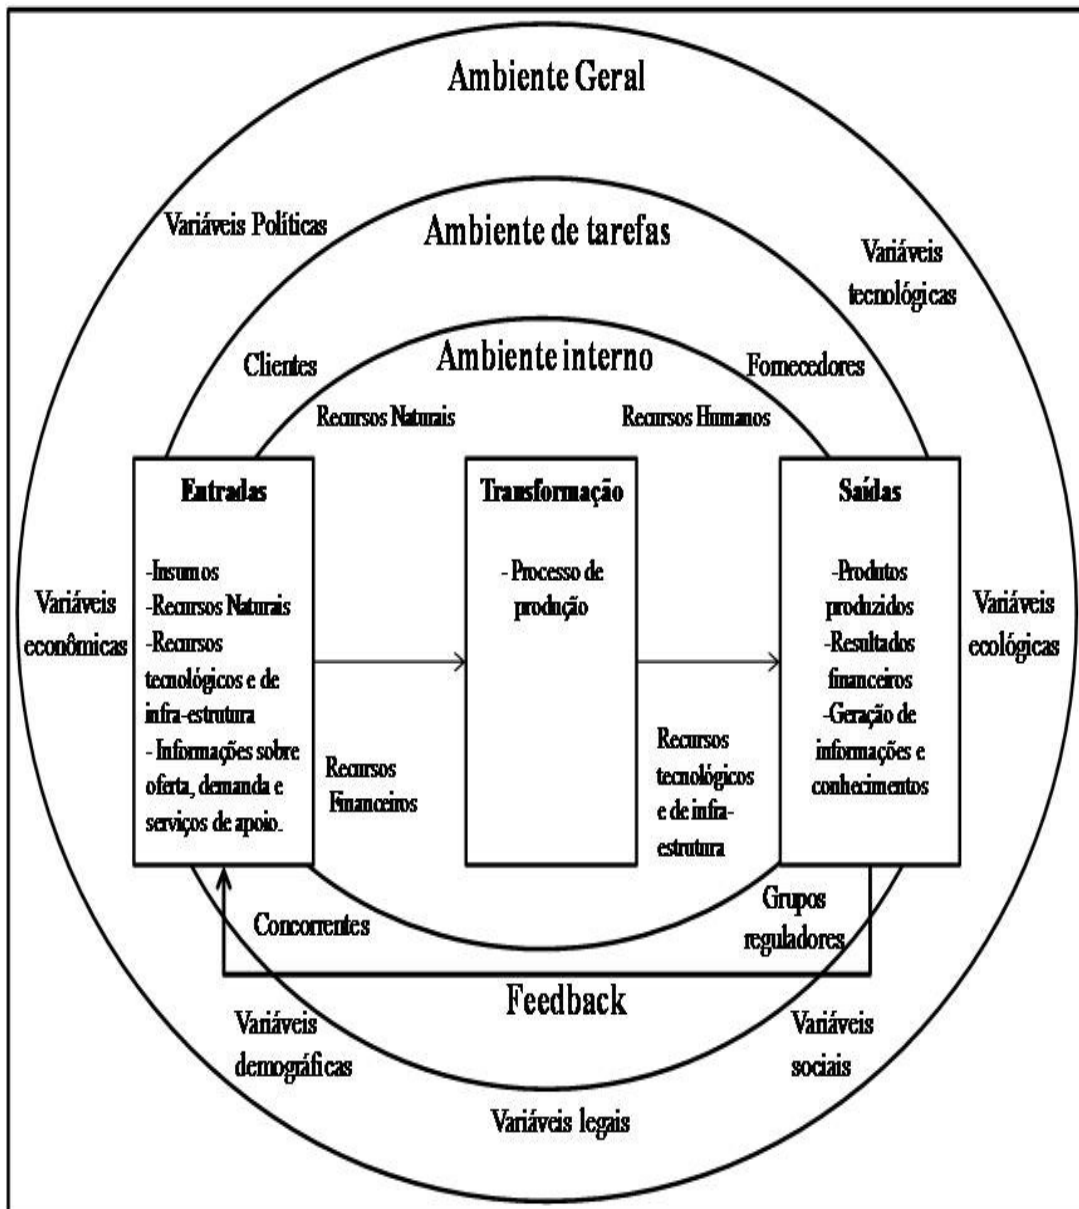 Ambiente Geral
Variáveis Políticas
Ambiente de tarefas
Variáveis
tecnológicas
Clientes
Ambiente interno
Fornecedores
Recursos Naturais
Recursos Humanos
Entradas
-Insumos
-Recursos Naturais
-Recursos
tecnológicos e de
infra-estrutura
- Informações sobre
oferta, demanda e
serviços de apoio.
Transformação
- Processo de
produção
Saídas
-Produtos
produzidos
-Resultados
financeiros
-Geração de
informações e
conhecimentos
Variáveis
econômicas
Variáveis
ecológicas
Recursos
Financeiros
Recursos
tecnológicos
e de infra-
estrutura
Concorrentes
Grupos
reguladores
Feedback
Variáveis
demográficas
Variáveis
sociais
Variáveis legais